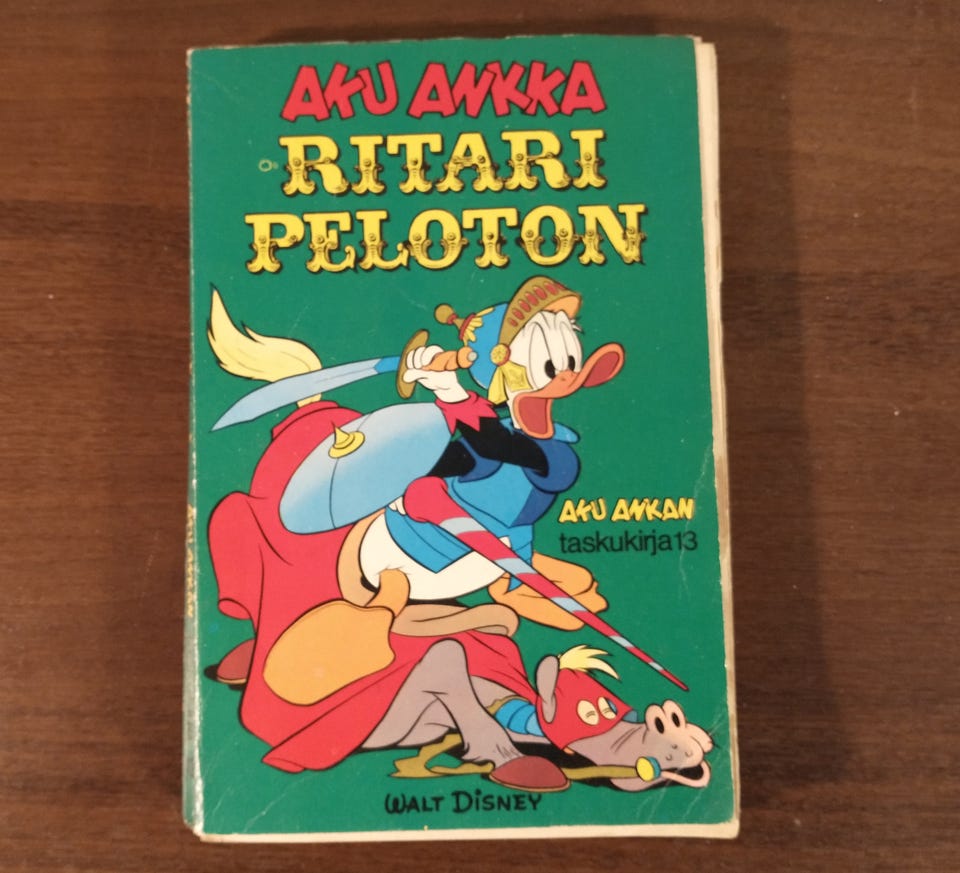 AKU ANKKA
RITARI
PELOTON
AKU ANKAN
taskukirja 13
WALT DISNEY